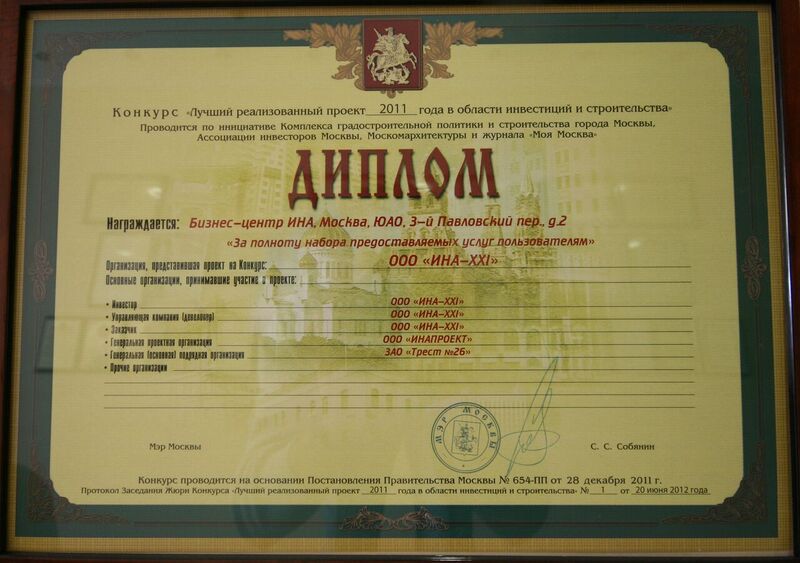 Конкурс «Лучший реализованный проект 2011 года в области инвестиций и строительства»
Проводится по инициативе Комплекса градостроительной политики и строительства города Москвы,
Ассоциации инвесторов Москвы, Москомархитектуры и журнала «Моя Москва»
ДИПЛОМ
Награждается: Бизнес-центр ИНА, Москва, ЮАО, 3-й Павловский пер., д.2
«За полноту набора предоставляемых услуг пользователям»
Организация, представившая проект на Конкурс: ООО «ИНА-XXI»
Основные организации, принимавшие участие в проекте:
• Инвестор ООО «ИНА-XXI»
• Управляющая компания (девелопер) ООО «ИНА-XXI»
• Заказчик ООО «ИНА-XXI»
• Генеральная проектная организация ООО «ИНАПРОЕКТ»
• Генеральная (основная) подрядная организация ЗАО «Трест №26»
• Прочие организации
МЭР МОСКВЫ
Мэр Москвы С. С. Собянин
Конкурс проводится на основании Постановления Правительства Москвы № 654-ПП от 28 декабря 2011 г.
Протокол Заседания Жюри Конкурса «Лучший реализованный проект 2011 года в области инвестиций и строительства» № 1 от 20 июня 2012 года